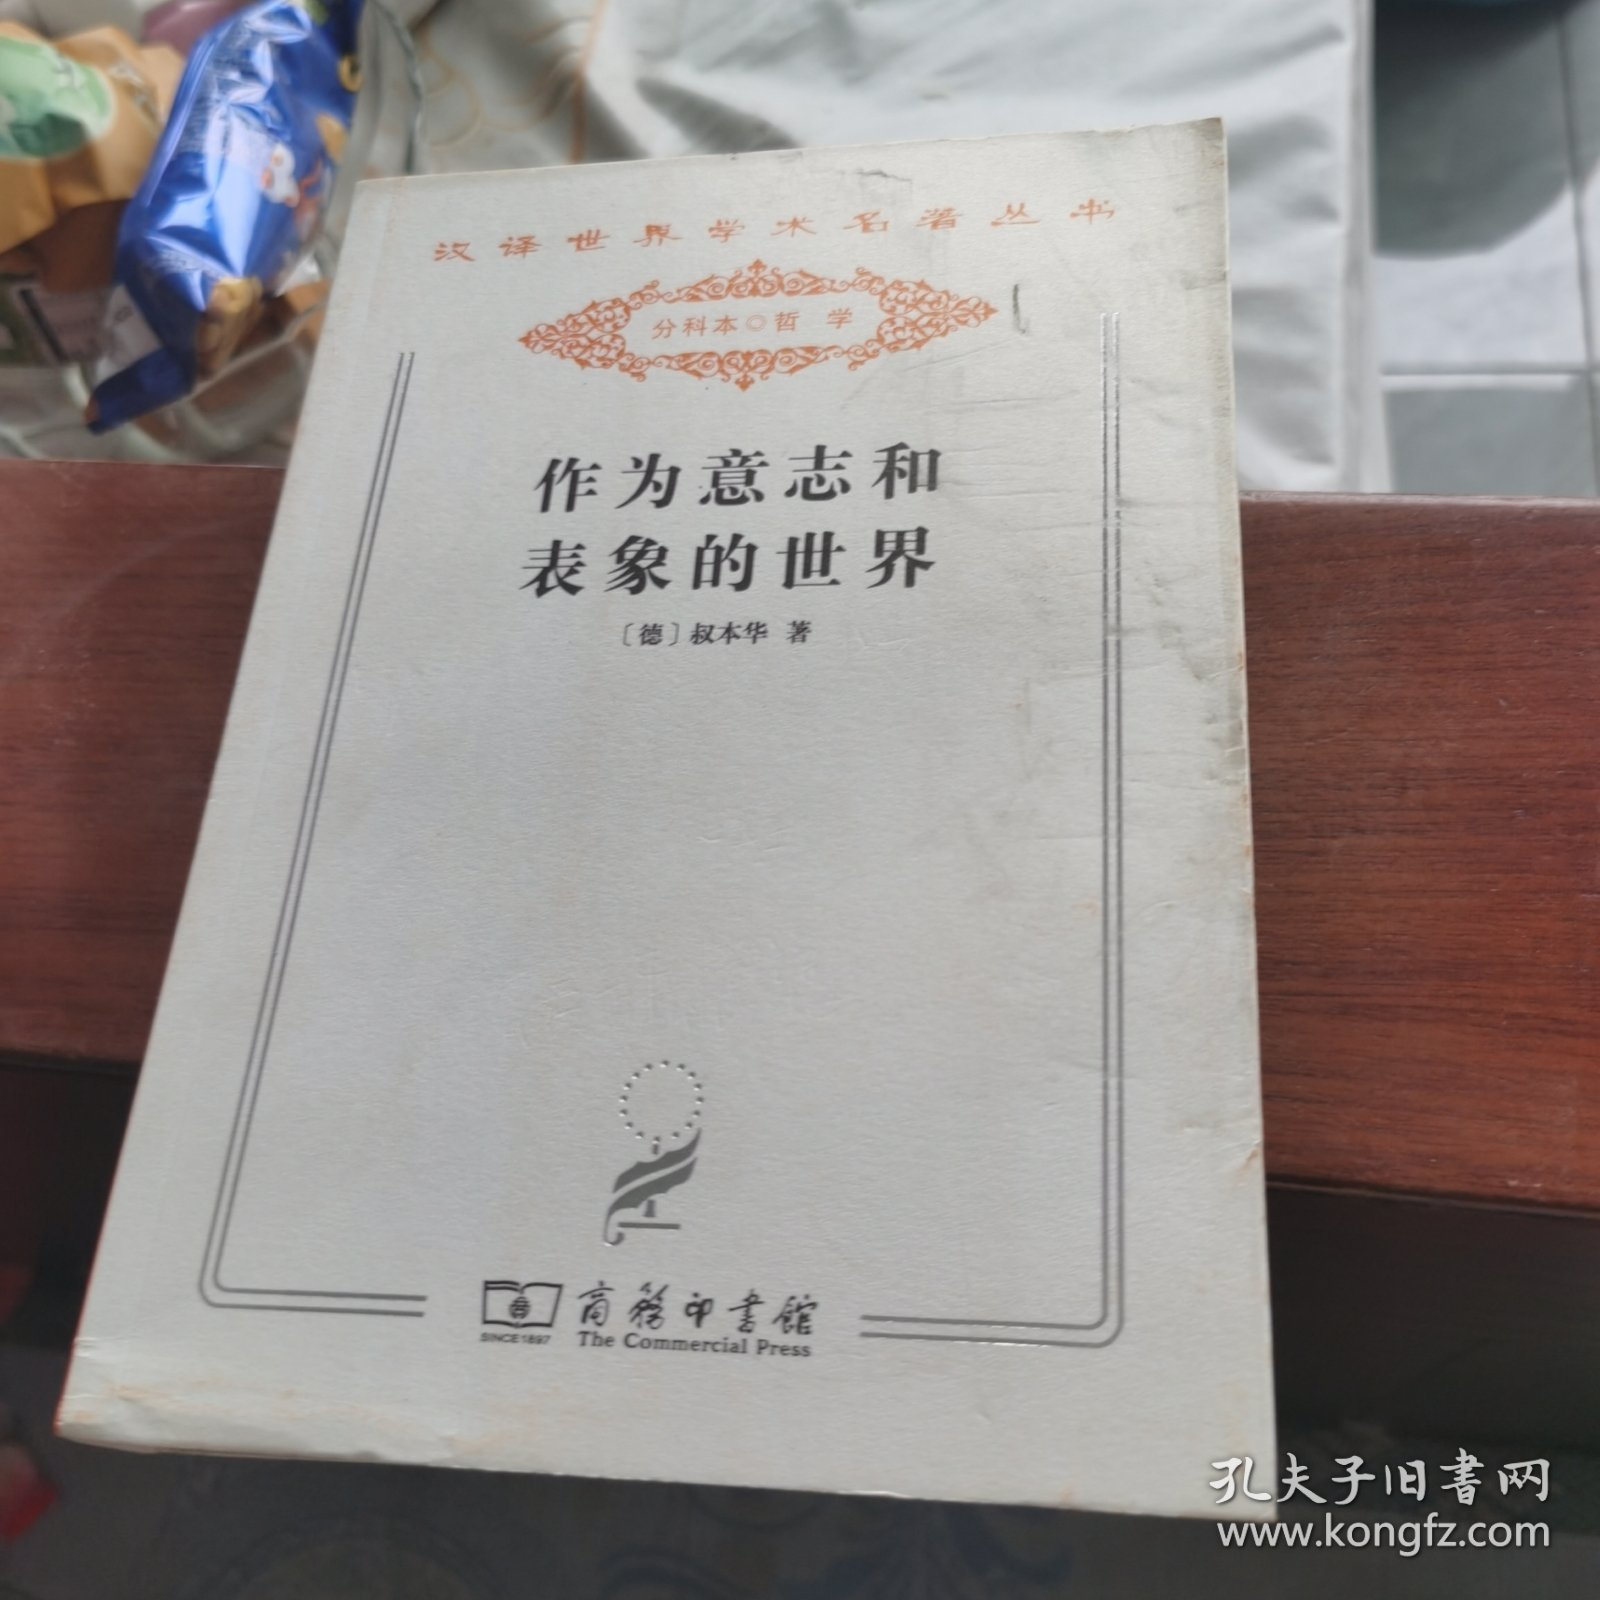 汉译世界学术名著丛书
分科本○哲学
作为意志和
表象的世界
〔德〕叔本华 著
商務印書館
SINCE1897
The Commercial Press
孔夫子旧書网
www.kongfz.com